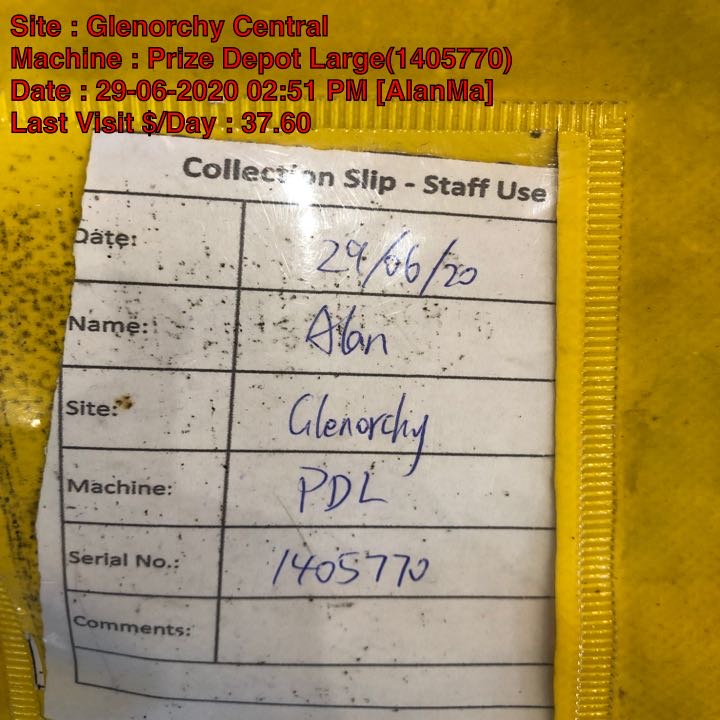 Site : Glenorchy Central
Machine : Prize Depot Large(1405770)
Date : 29-06-2020 02:51 PM [AlanMa]
Last Visit $/Day : 37.60
Collection Slip - Staff Use
Date: 29/06/20
Name: Alan
Site: Glenorchy
Machine: PDL
Serial No.: 1405770
Comments: